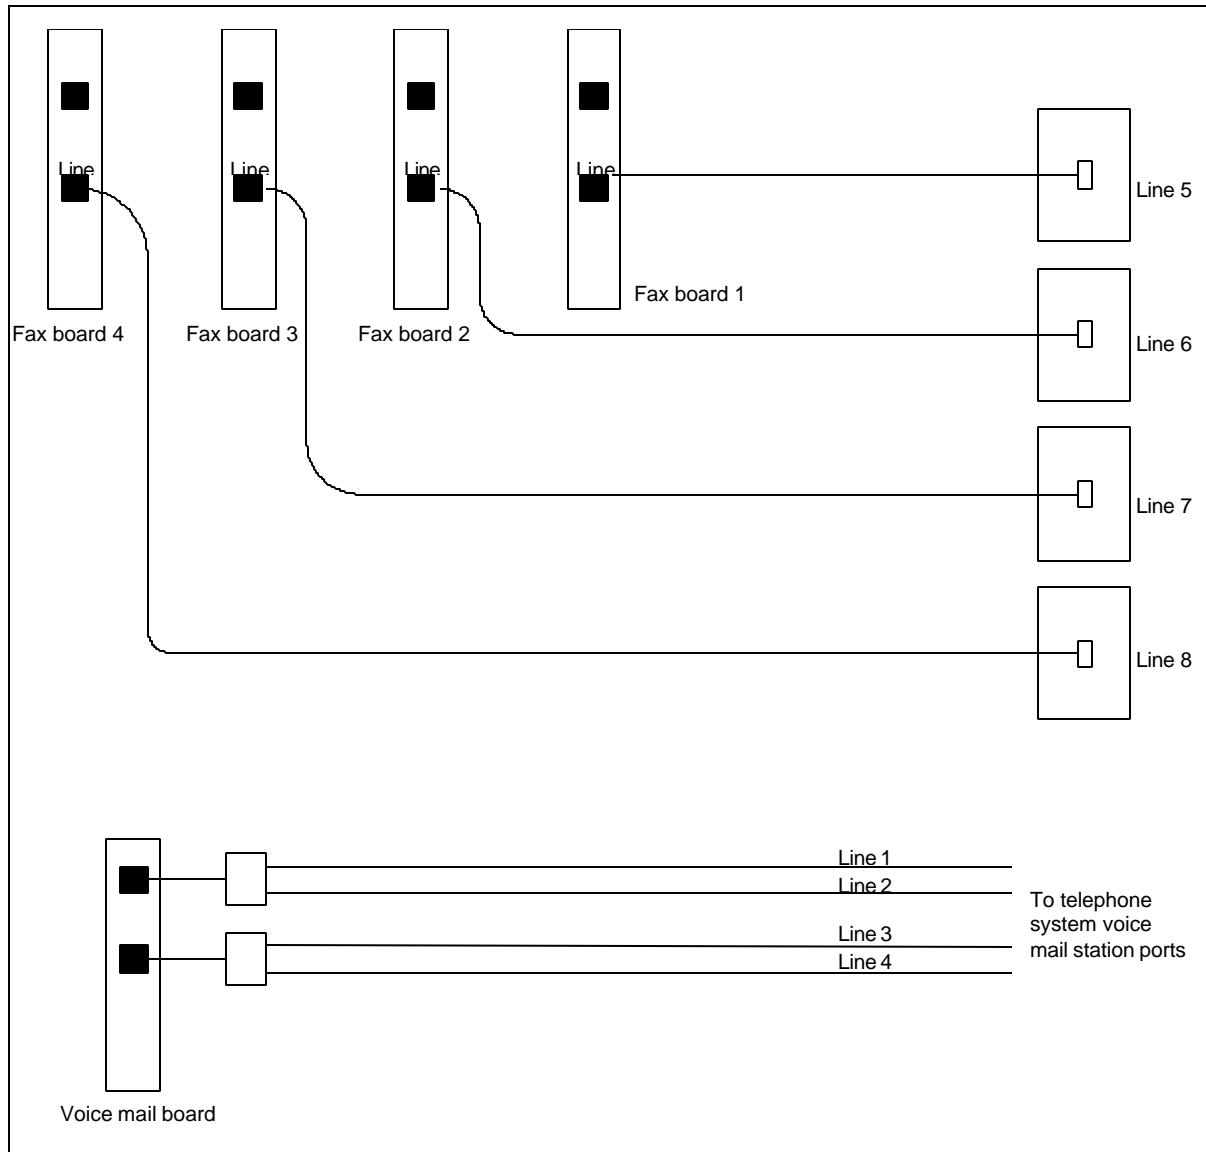 Line
Line
Line
Line
Line 5
Fax board 1
Fax board 4
Fax board 3
Fax board 2
Line 6
Line 7
Line 8
Line 1
Line 2
Line 3
Line 4
To telephone
system voice
mail station ports
Voice mail board